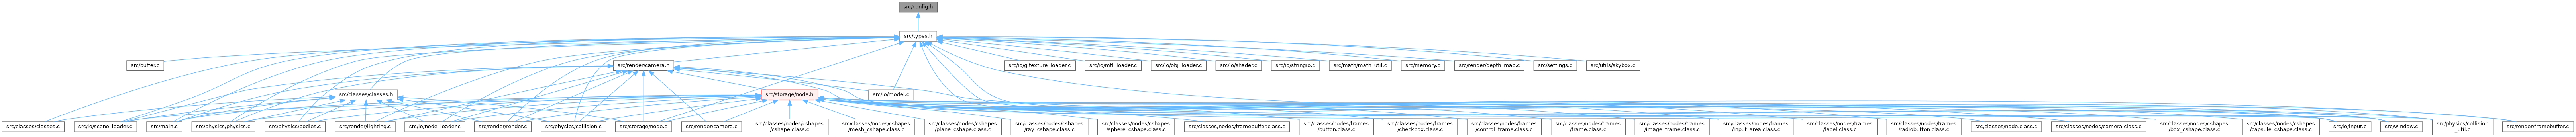 src/config.h
src/types.h
src/buffer.c
src/render/camera.h
src/io/gltexture_loader.c
src/io/mtl_loader.c
src/io/obj_loader.c
src/io/shader.c
src/io/stringio.c
src/math/math_util.c
src/memory.c
src/render/depth_map.c
src/settings.c
src/utils/skybox.c
src/classes/classes.h
src/storage/node.h
src/io/model.c
src/classes/classes.c
src/io/scene_loader.c
src/main.c
src/physics/physics.c
src/physics/bodies.c
src/render/lighting.c
src/io/node_loader.c
src/render/render.c
src/physics/collision.c
src/storage/node.c
src/render/camera.c
src/classes/nodes/cshapes
/cshape.class.c
src/classes/nodes/cshapes
/mesh_cshape.class.c
src/classes/nodes/cshapes
/plane_cshape.class.c
src/classes/nodes/cshapes
/ray_cshape.class.c
src/classes/nodes/cshapes
/sphere_cshape.class.c
src/classes/nodes/framebuffer.class.c
src/classes/nodes/frames
/button.class.c
src/classes/nodes/frames
/checkbox.class.c
src/classes/nodes/frames
/control_frame.class.c
src/classes/nodes/frames
/frame.class.c
src/classes/nodes/frames
/image_frame.class.c
src/classes/nodes/frames
/input_area.class.c
src/classes/nodes/frames
/label.class.c
src/classes/nodes/frames
/radiobutton.class.c
src/classes/node.class.c
src/classes/nodes/camera.class.c
src/classes/nodes/cshapes
/box_cshape.class.c
src/classes/nodes/cshapes
/capsule_cshape.class.c
src/io/input.c
src/window.c
src/physics/collision
_util.c
src/render/framebuffer.c